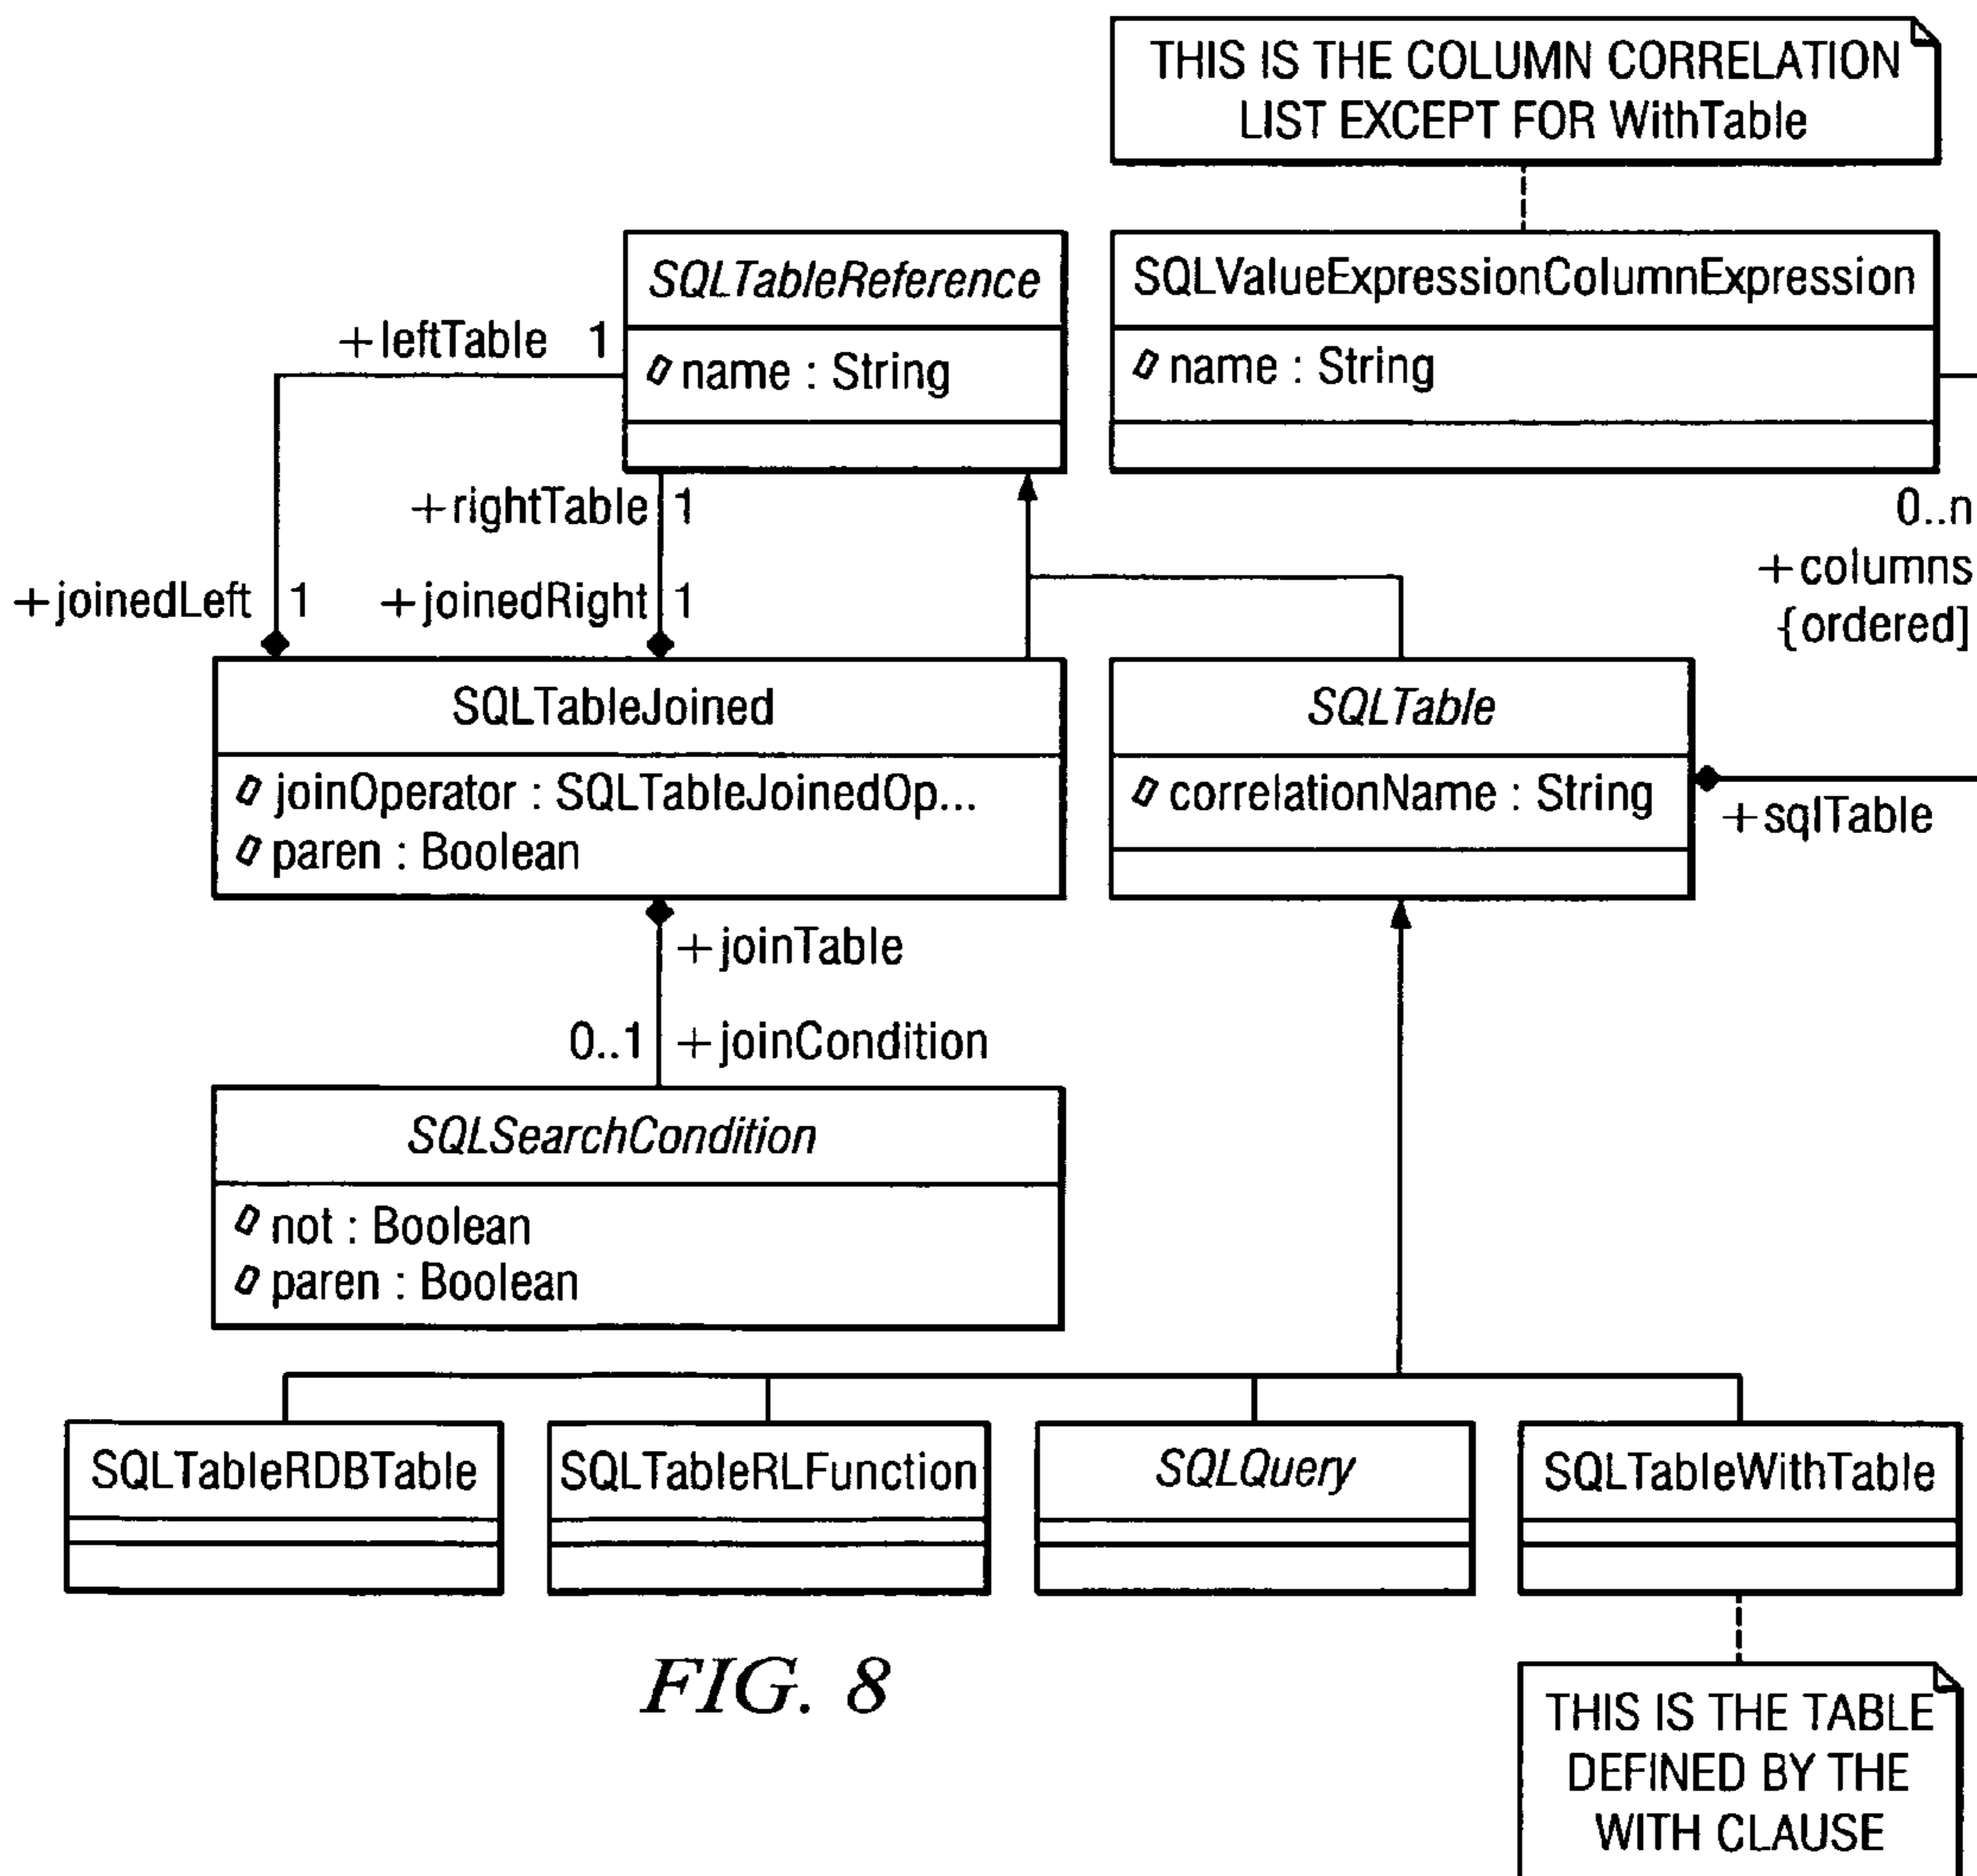 THIS IS THE COLUMN CORRELATION
LIST EXCEPT FOR WithTable
SQLTableReference
name : String
SQLValueExpressionColumnExpression
name : String
+leftTable 1
+rightTable 1
+joinedLeft 1
+joinedRight 1
0..n
+columns
{ordered]
SQLTableJoined
joinOperator : SQLTableJoinedOp...
paren : Boolean
SQLTable
correlationName : String
+sqlTable
+joinTable
0..1 +joinCondition
SQLSearchCondition
not : Boolean
paren : Boolean
SQLTableRDBTable
SQLTableRLFunction
SQLQuery
SQLTableWithTable
FIG. 8
THIS IS THE TABLE
DEFINED BY THE
WITH CLAUSE